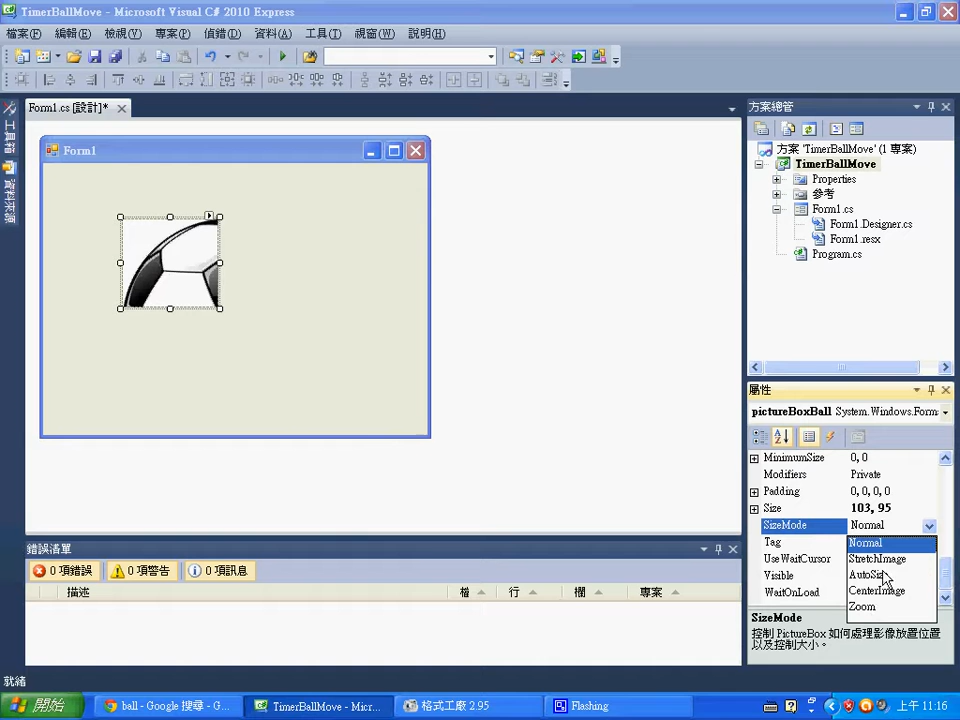 TimerBallMove - Microsoft Visual C# 2010 Express
檔案(F) 編輯(E) 檢視(V) 專案(P) 偵錯(D) 資料(A) 工具(T) 視窗(W) 說明(H)
Form1.cs [設計]*
工具箱
資料來源
Form1
方案總管
方案 'TimerBallMove' (1 專案)
TimerBallMove
Properties
參考
Form1.cs
Form1.Designer.cs
Form1.resx
Program.cs
屬性
pictureBoxBall System.Windows.Form
MinimumSize 0, 0
Modifiers Private
Padding 0, 0, 0, 0
Size 103, 95
SizeMode Normal
Tag
UseWaitCursor
Visible
WaitOnLoad
Normal
StretchImage
AutoSize
CenterImage
Zoom
SizeMode
控制 PictureBox 如何處理影像放置位置
以及控制大小。
錯誤清單
0 項錯誤 0 項警告 0 項訊息
描述 檔 行 欄 專案
就緒
開始 ball - Google 搜尋 - G... TimerBallMove - Micr... 格式工廠 2.95 Flashing 上午 11:16